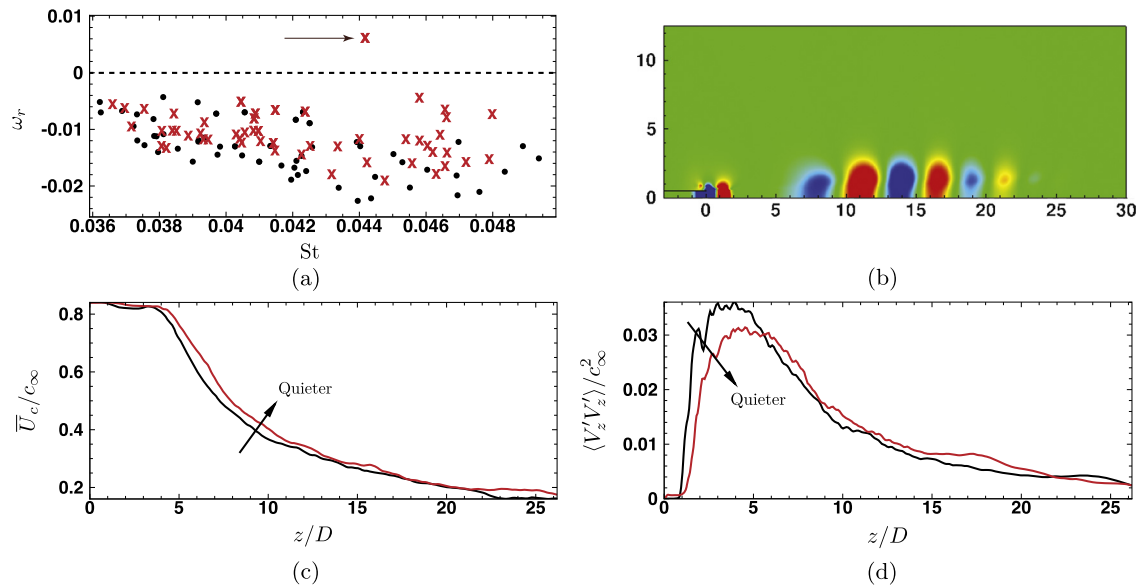 0.01
0
-0.01
-0.02
ω_r
x
0.036 0.038 0.04 0.042 0.044 0.046 0.048
St
(a)
10
5
0
0 5 10 15 20 25 30
(b)
0.8
0.6
0.4
0.2
U̅_c/c_∞
Quieter
0 5 10 15 20 25
z/D
(c)
0.03
0.02
0.01
0
⟨V′_zV′_z⟩/c²_∞
Quieter
0 5 10 15 20 25
z/D
(d)